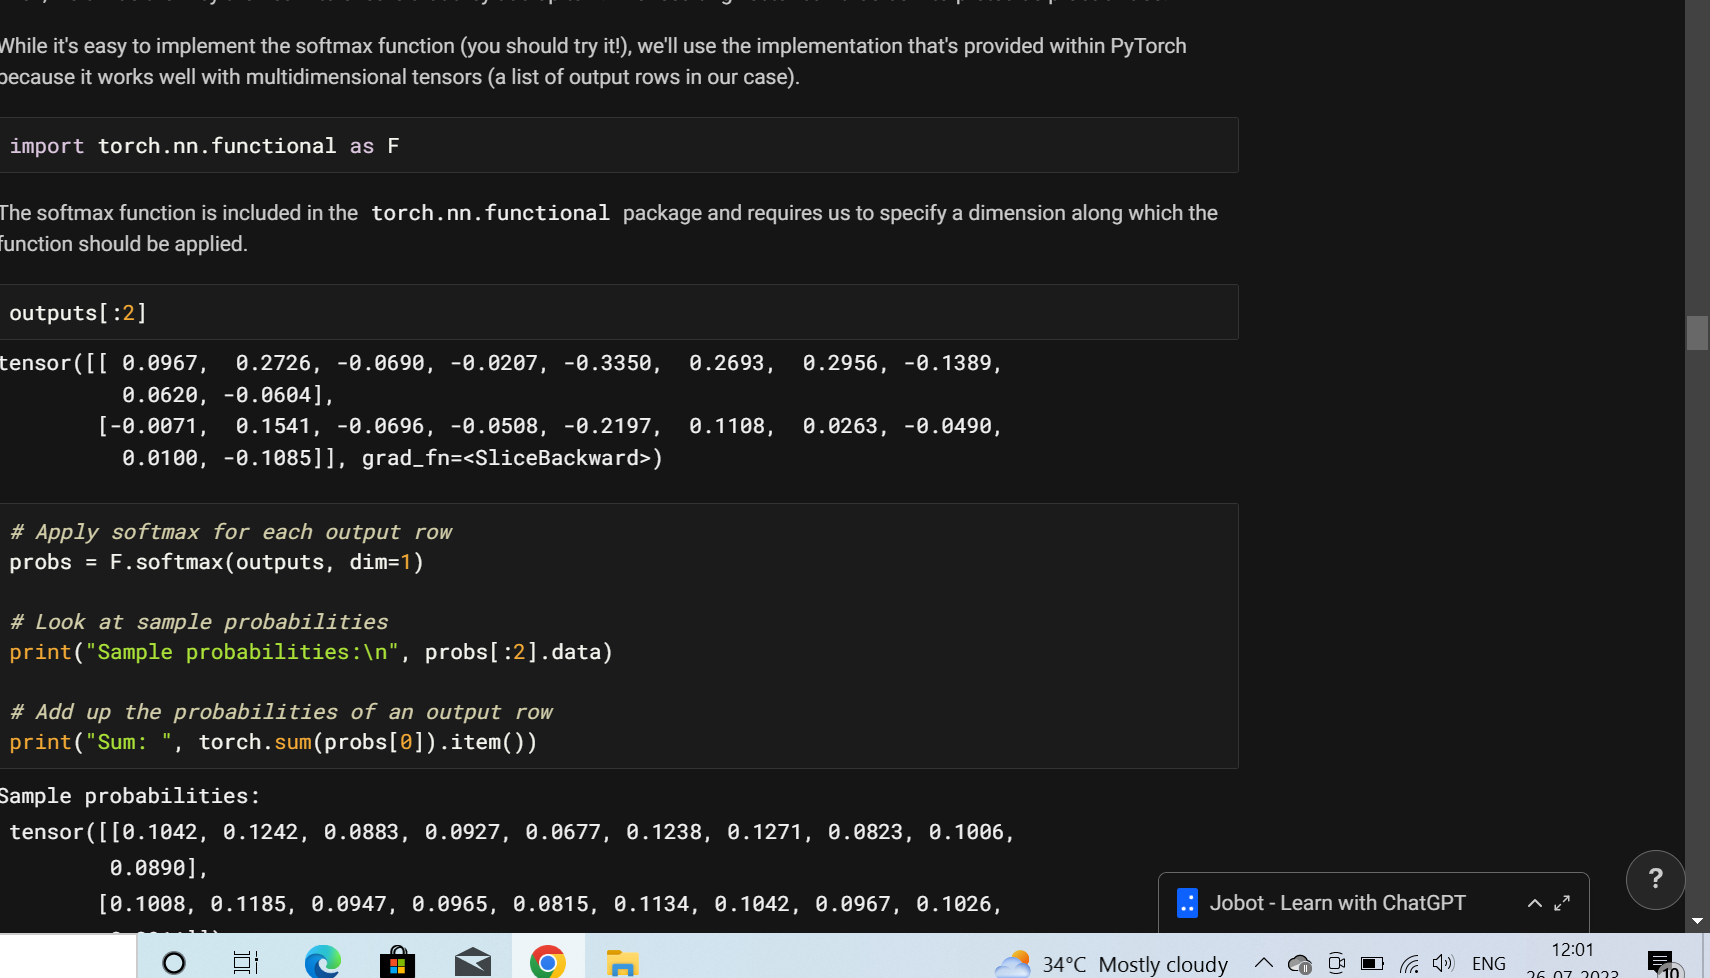 While it's easy to implement the softmax function (you should try it!), we'll use the implementation that's provided within PyTorch
because it works well with multidimensional tensors (a list of output rows in our case).
import torch.nn.functional as F
The softmax function is included in the torch.nn.functional package and requires us to specify a dimension along which the
function should be applied.
outputs[:2]
tensor([[ 0.0967,  0.2726, -0.0690, -0.0207, -0.3350,  0.2693,  0.2956, -0.1389,
0.0620, -0.0604],
[-0.0071,  0.1541, -0.0696, -0.0508, -0.2197,  0.1108,  0.0263, -0.0490,
0.0100, -0.1085]], grad_fn=<SliceBackward>)
# Apply softmax for each output row
probs = F.softmax(outputs, dim=1)
# Look at sample probabilities
print("Sample probabilities:\n", probs[:2].data)
# Add up the probabilities of an output row
print("Sum: ", torch.sum(probs[0]).item())
Sample probabilities:
tensor([[0.1042, 0.1242, 0.0883, 0.0927, 0.0677, 0.1238, 0.1271, 0.0823, 0.1006,
0.0890],
[0.1008, 0.1185, 0.0947, 0.0965, 0.0815, 0.1134, 0.1042, 0.0967, 0.1026,
?
Jobot - Learn with ChatGPT
34°C Mostly cloudy
ENG
12:01
26-07-2023
10